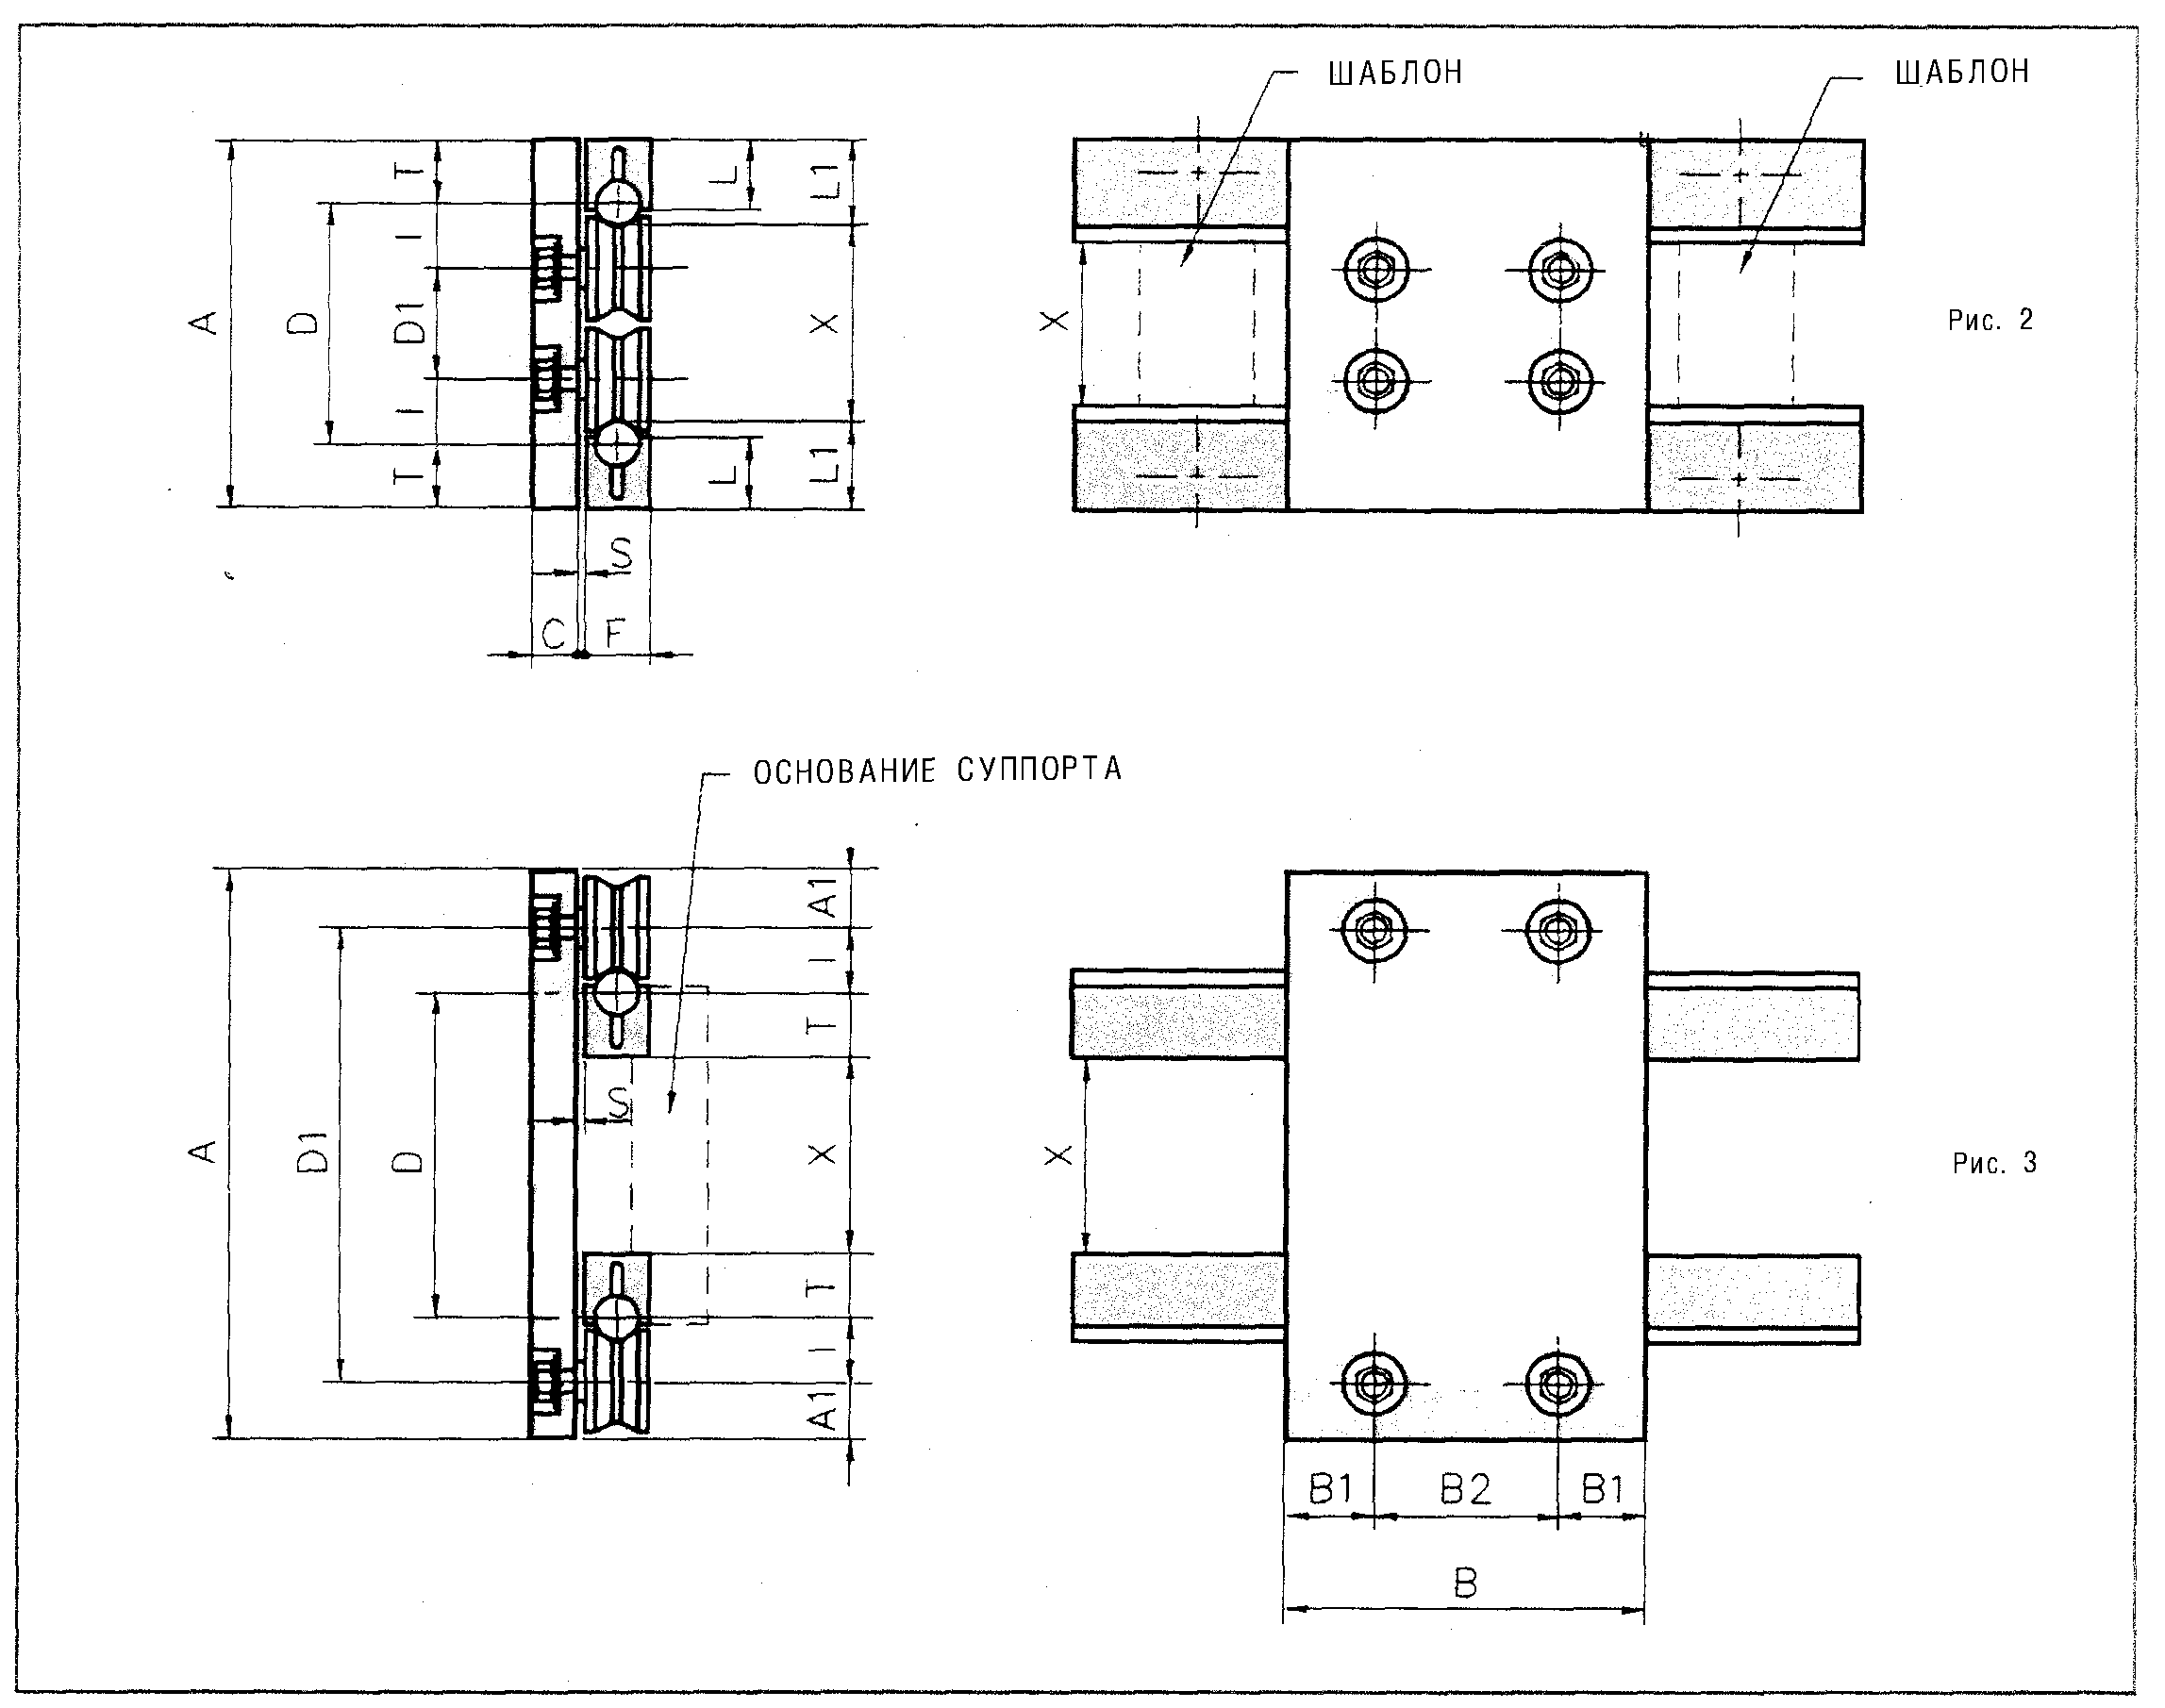 ШАБЛОН
ШАБЛОН
T
L
L1
I
A
D
D1
X
X
Рис. 2
I
T
L
L1
S
C
F
ОСНОВАНИЕ СУППОРТА
A1
I
T
S
A
D1
D
X
X
Рис. 3
T
I
A1
B1
B2
B1
B